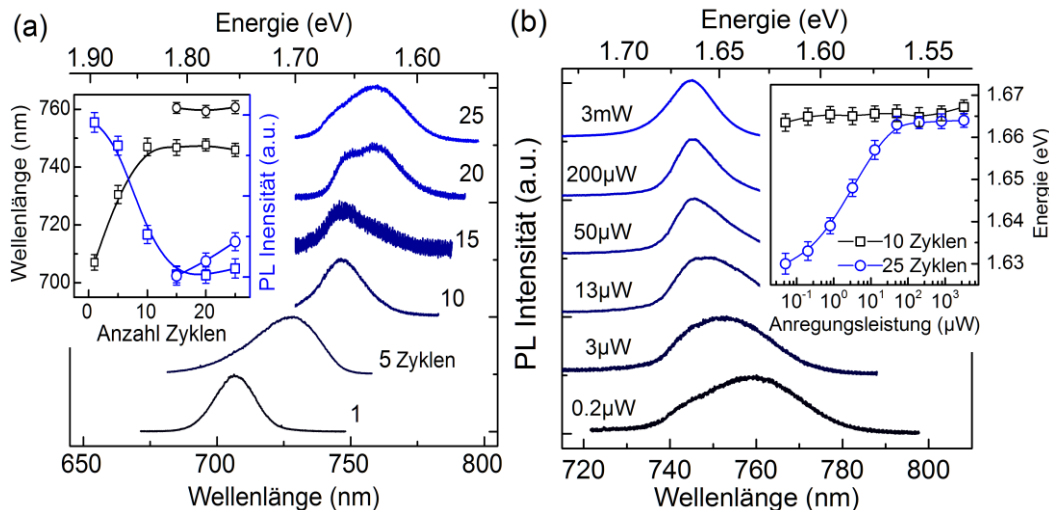 (a)
Energie (eV)
1.90 1.80 1.70 1.60
Wellenlänge (nm)
760
740
720
700
0 10 20
Anzahl Zyklen
PL Inensität (a.u.)
25
20
15
10
5 Zyklen
1
650 700 750 800
Wellenlänge (nm)
(b)
Energie (eV)
1.70 1.65 1.60 1.55
PL Intensität (a.u.)
3mW
200µW
50µW
13µW
3µW
0.2µW
1.67
1.66
1.65
1.64
1.63
Energie (eV)
10 Zyklen
25 Zyklen
10-1 100 101 102 103
Anregungsleistung (µW)
720 740 760 780 800
Wellenlänge (nm)